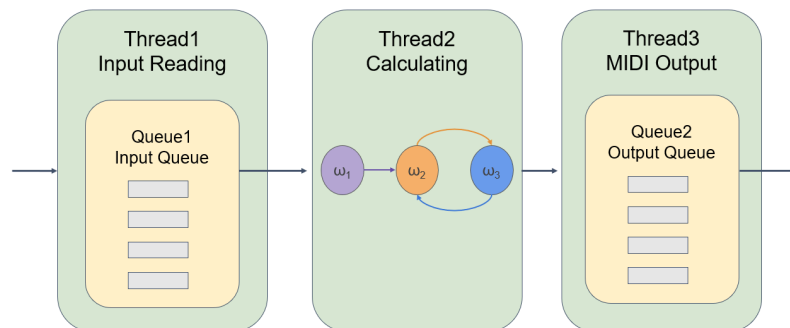 Thread1
Input Reading
Queue1
Input Queue
Thread2
Calculating
ω1
ω2
ω3
Thread3
MIDI Output
Queue2
Output Queue